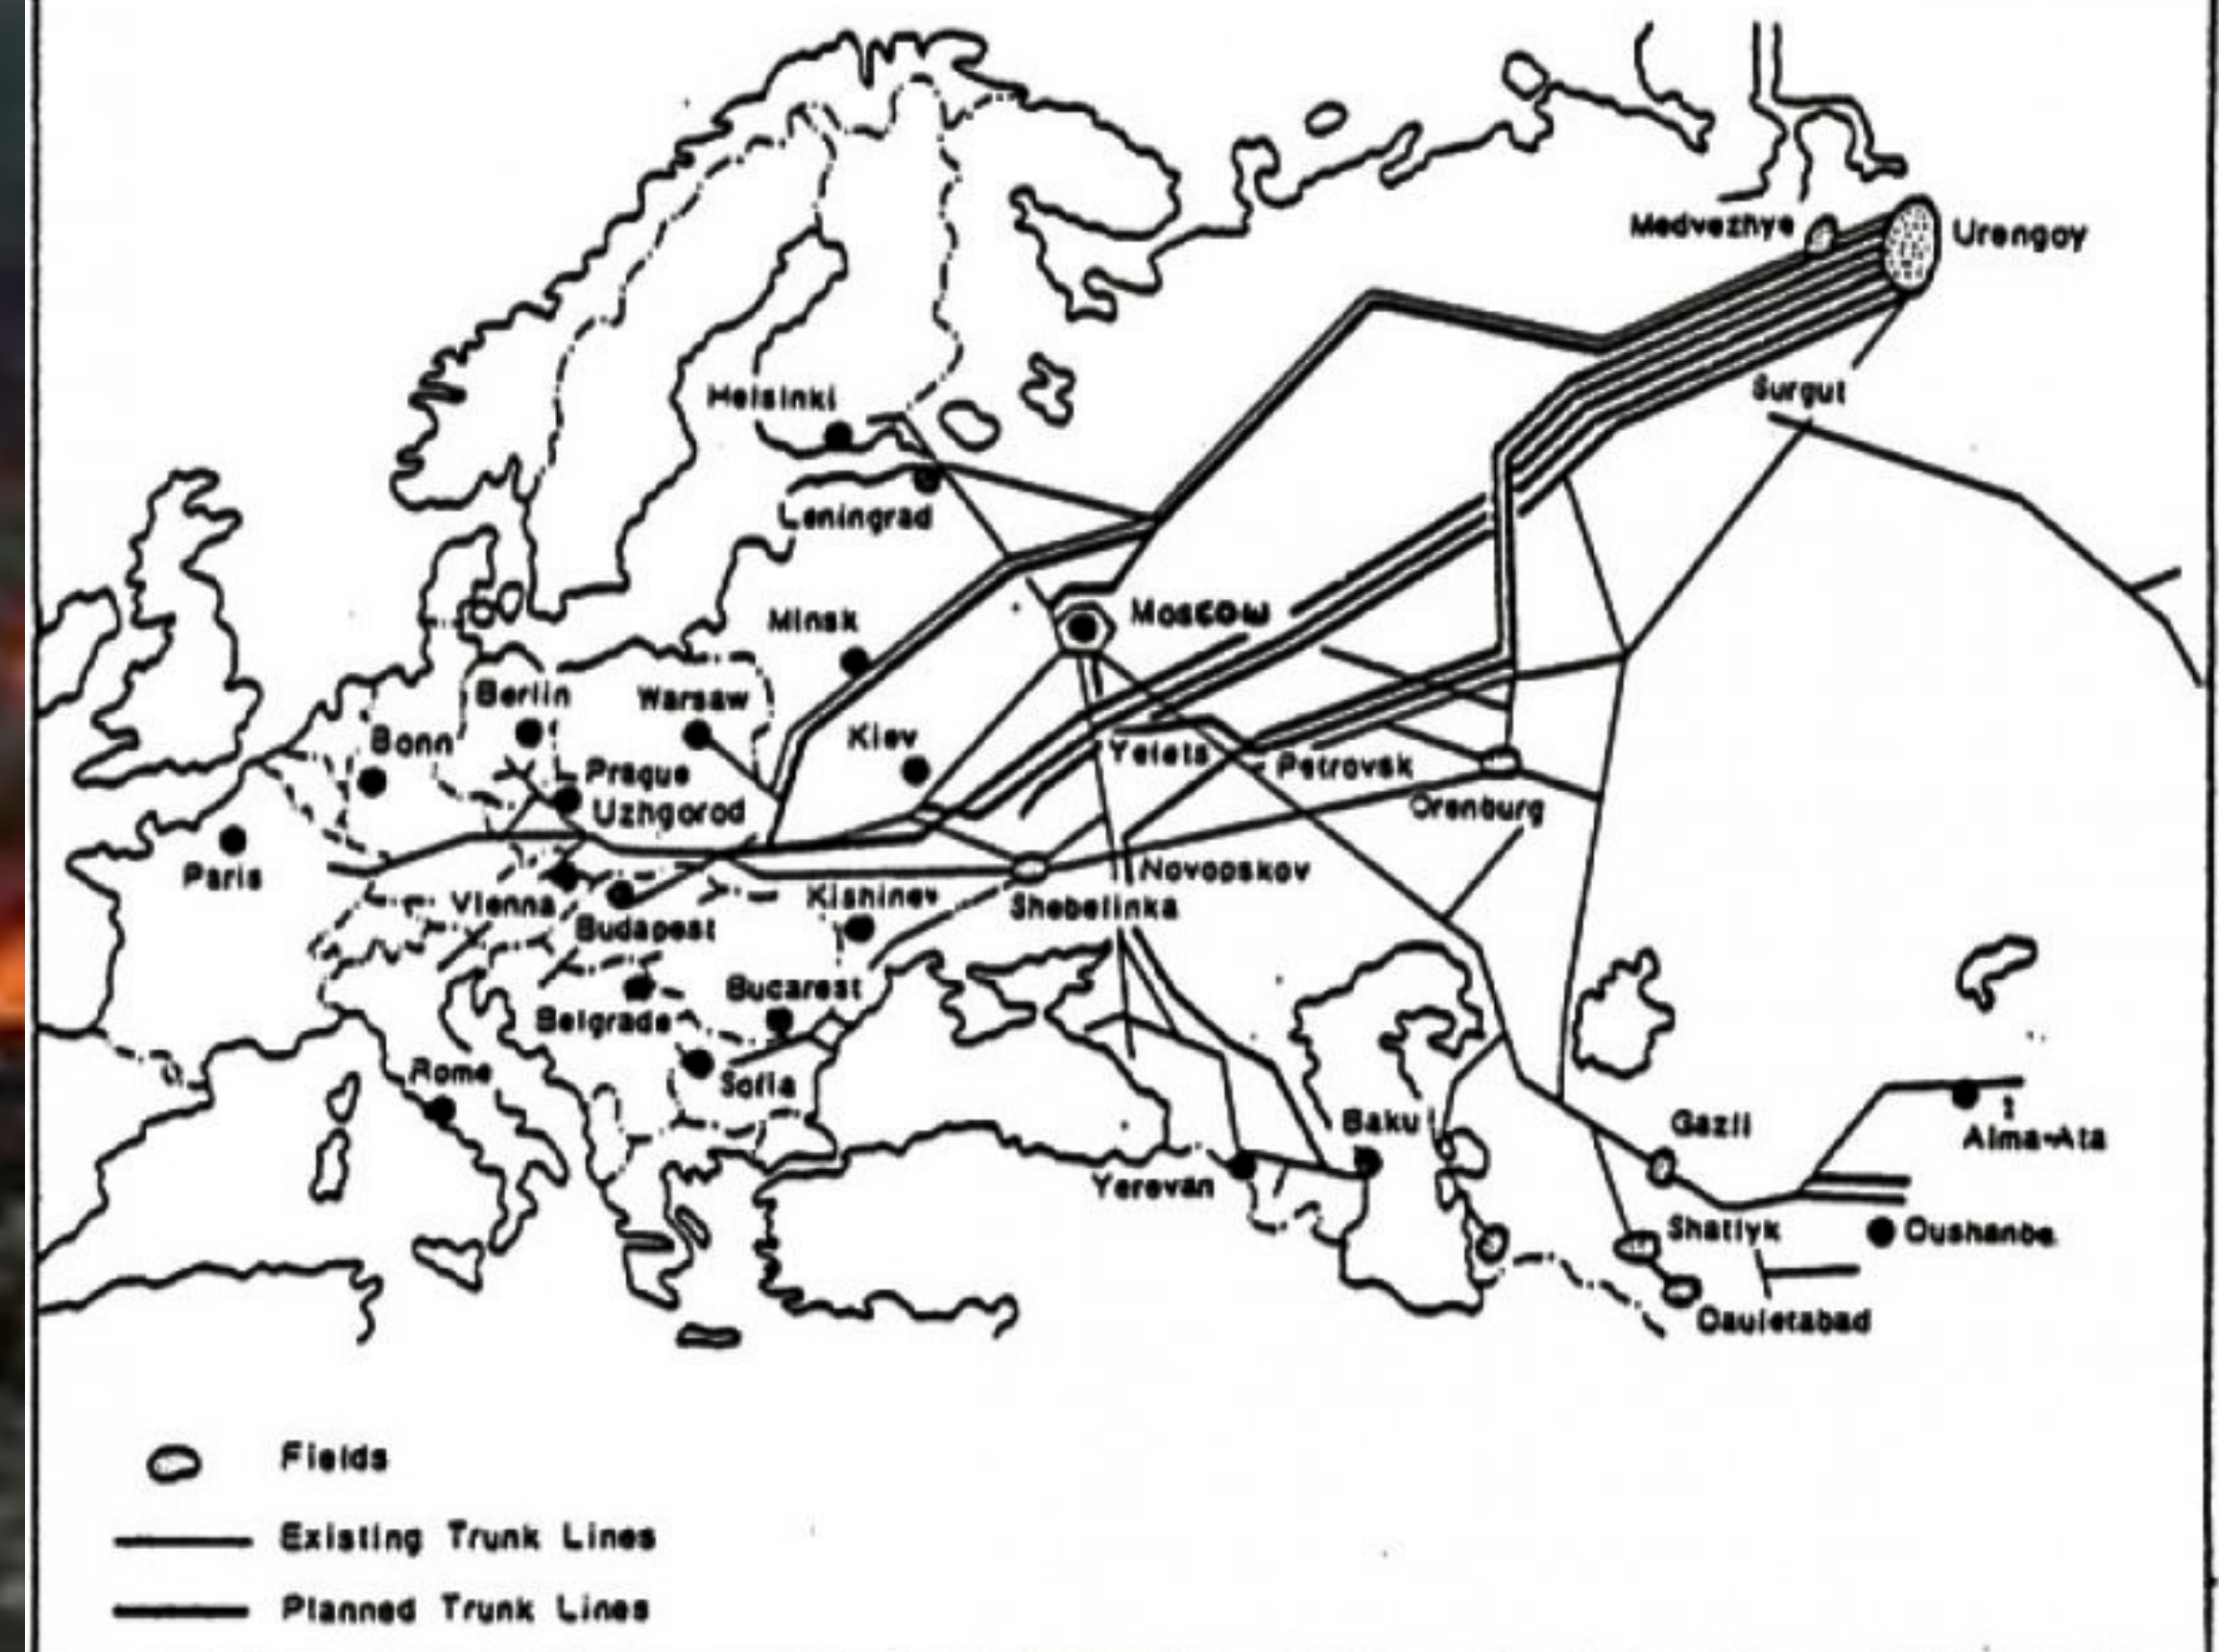 Medvezhye
Urengoy
Surgut
Helsinki
Leningrad
Moscow
Minsk
Berlin
Warsaw
Bonn
Kiev
Yelets
Petrovsk
Prague
Uzhgorod
Orenburg
Paris
Novopskov
Vienna
Kishinev
Shebelinka
Budapest
Bucarest
Belgrade
Rome
Sofia
Baku
Gazli
Alma-Ata
Yerevan
Shatlyk
Dushanbe
Dauletabad
Fields
Existing Trunk Lines
Planned Trunk Lines